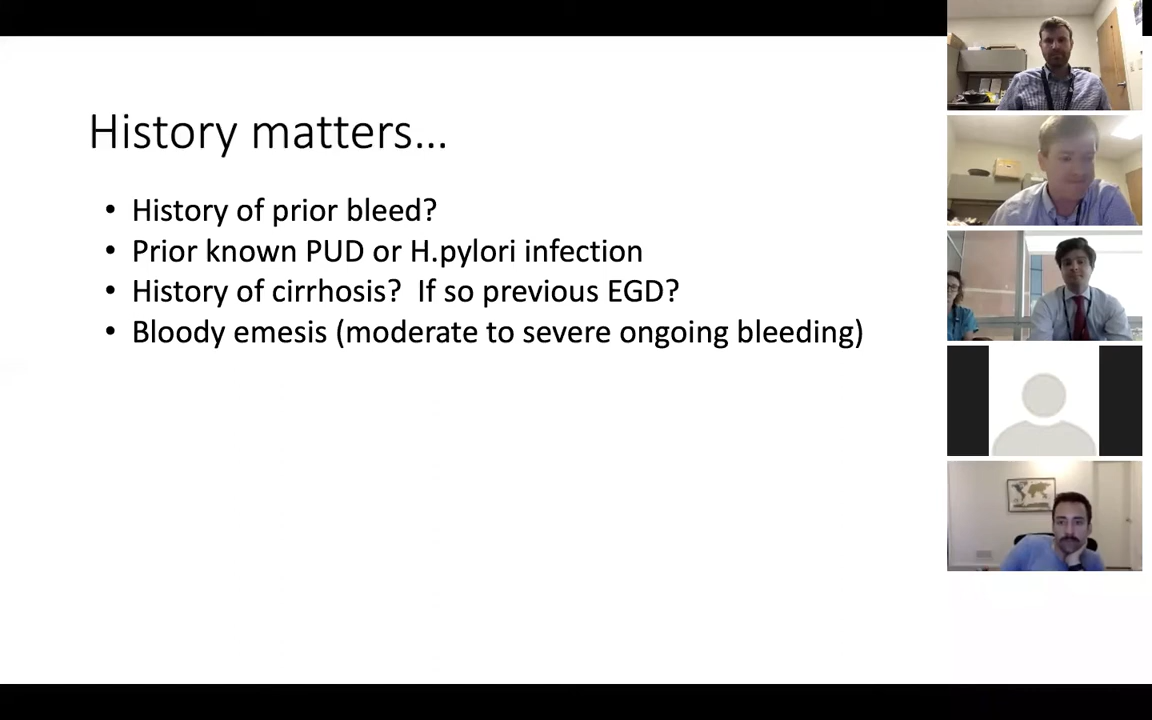 History matters...
• History of prior bleed?
• Prior known PUD or H.pylori infection
• History of cirrhosis?  If so previous EGD?
• Bloody emesis (moderate to severe ongoing bleeding)